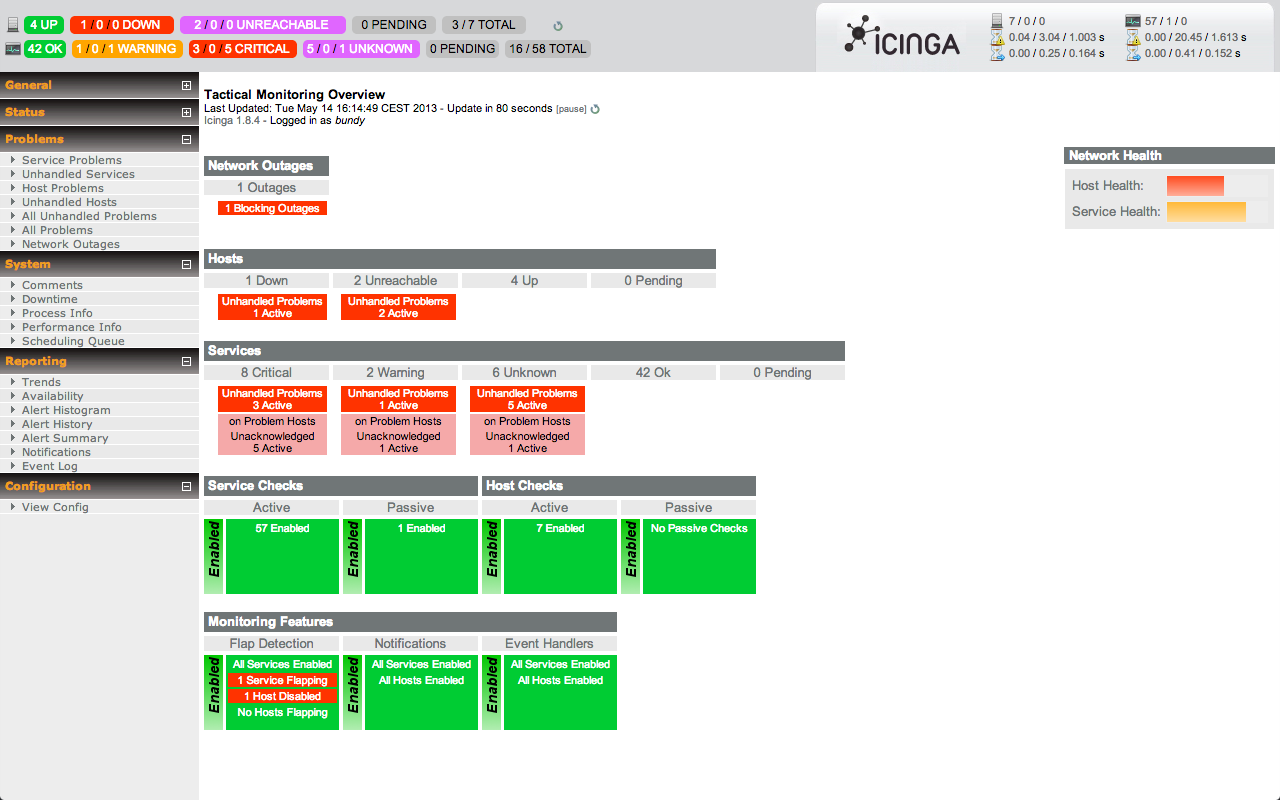 4 UP 1 / 0 / 0 DOWN 2 / 0 / 0 UNREACHABLE 0 PENDING 3 / 7 TOTAL
42 OK 1 / 0 / 1 WARNING 3 / 0 / 5 CRITICAL 5 / 0 / 1 UNKNOWN 0 PENDING 16 / 58 TOTAL
ICINGA
7 / 0 / 0
0.04 / 3.04 / 1.003 s
0.00 / 0.25 / 0.164 s
57 / 1 / 0
0.00 / 20.45 / 1.613 s
0.00 / 0.41 / 0.152 s
General
Status
Problems
Service Problems
Unhandled Services
Host Problems
Unhandled Hosts
All Unhandled Problems
All Problems
Network Outages
System
Comments
Downtime
Process Info
Performance Info
Scheduling Queue
Reporting
Trends
Availability
Alert Histogram
Alert History
Alert Summary
Notifications
Event Log
Configuration
View Config
Tactical Monitoring Overview
Last Updated: Tue May 14 16:14:49 CEST 2013 - Update in 80 seconds [pause]
Icinga 1.8.4 - Logged in as bundy
Network Outages
1 Outages
1 Blocking Outages
Network Health
Host Health:
Service Health:
Hosts
1 Down 2 Unreachable 4 Up 0 Pending
Unhandled Problems Unhandled Problems
1 Active 2 Active
Services
8 Critical 2 Warning 6 Unknown 42 Ok 0 Pending
Unhandled Problems Unhandled Problems Unhandled Problems
3 Active 1 Active 5 Active
on Problem Hosts on Problem Hosts on Problem Hosts
Unacknowledged Unacknowledged Unacknowledged
5 Active 1 Active 1 Active
Service Checks Host Checks
Active Passive Active Passive
Enabled 57 Enabled Enabled 1 Enabled Enabled 7 Enabled Enabled No Passive Checks
Monitoring Features
Flap Detection Notifications Event Handlers
Enabled All Services Enabled Enabled All Services Enabled Enabled All Services Enabled
1 Service Flapping All Hosts Enabled All Hosts Enabled
1 Host Disabled
No Hosts Flapping